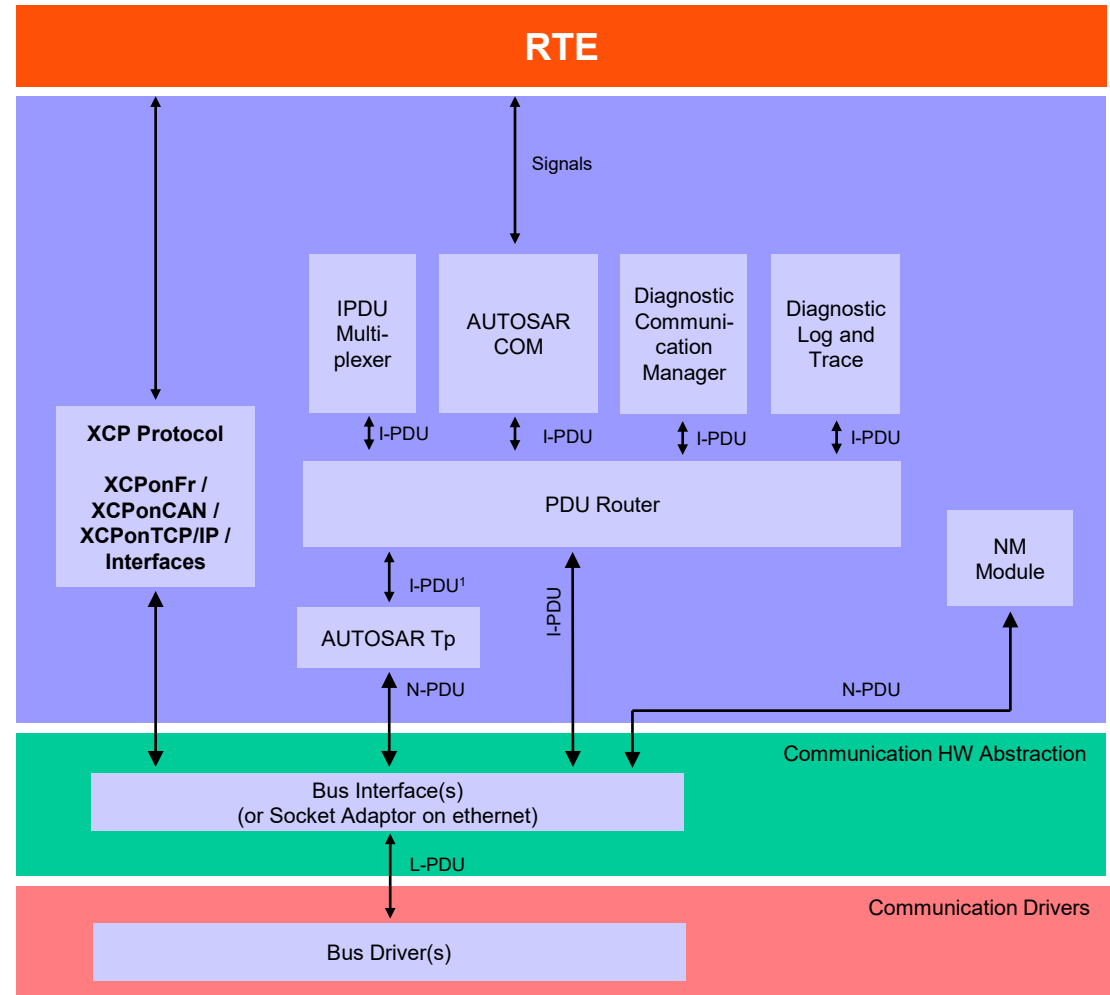 RTE
Signals
IPDU
Multi-
plexer
AUTOSAR
COM
Diagnostic
Communi-
cation
Manager
Diagnostic
Log and
Trace
XCP Protocol
XCPonFr /
XCPonCAN /
XCPonTCP/IP /
Interfaces
I-PDU
I-PDU
I-PDU
I-PDU
PDU Router
NM
Module
I-PDU¹
I-PDU
AUTOSAR Tp
N-PDU
N-PDU
Communication HW Abstraction
Bus Interface(s)
(or Socket Adaptor on ethernet)
L-PDU
Communication Drivers
Bus Driver(s)